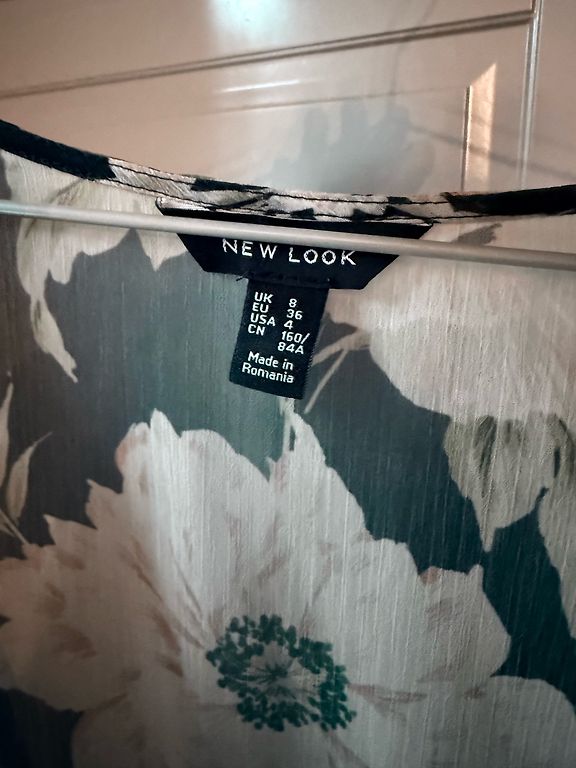 NEW LOOK
UK 8
EU 36
USA 4
CN 160/
84A
Made in
Romania